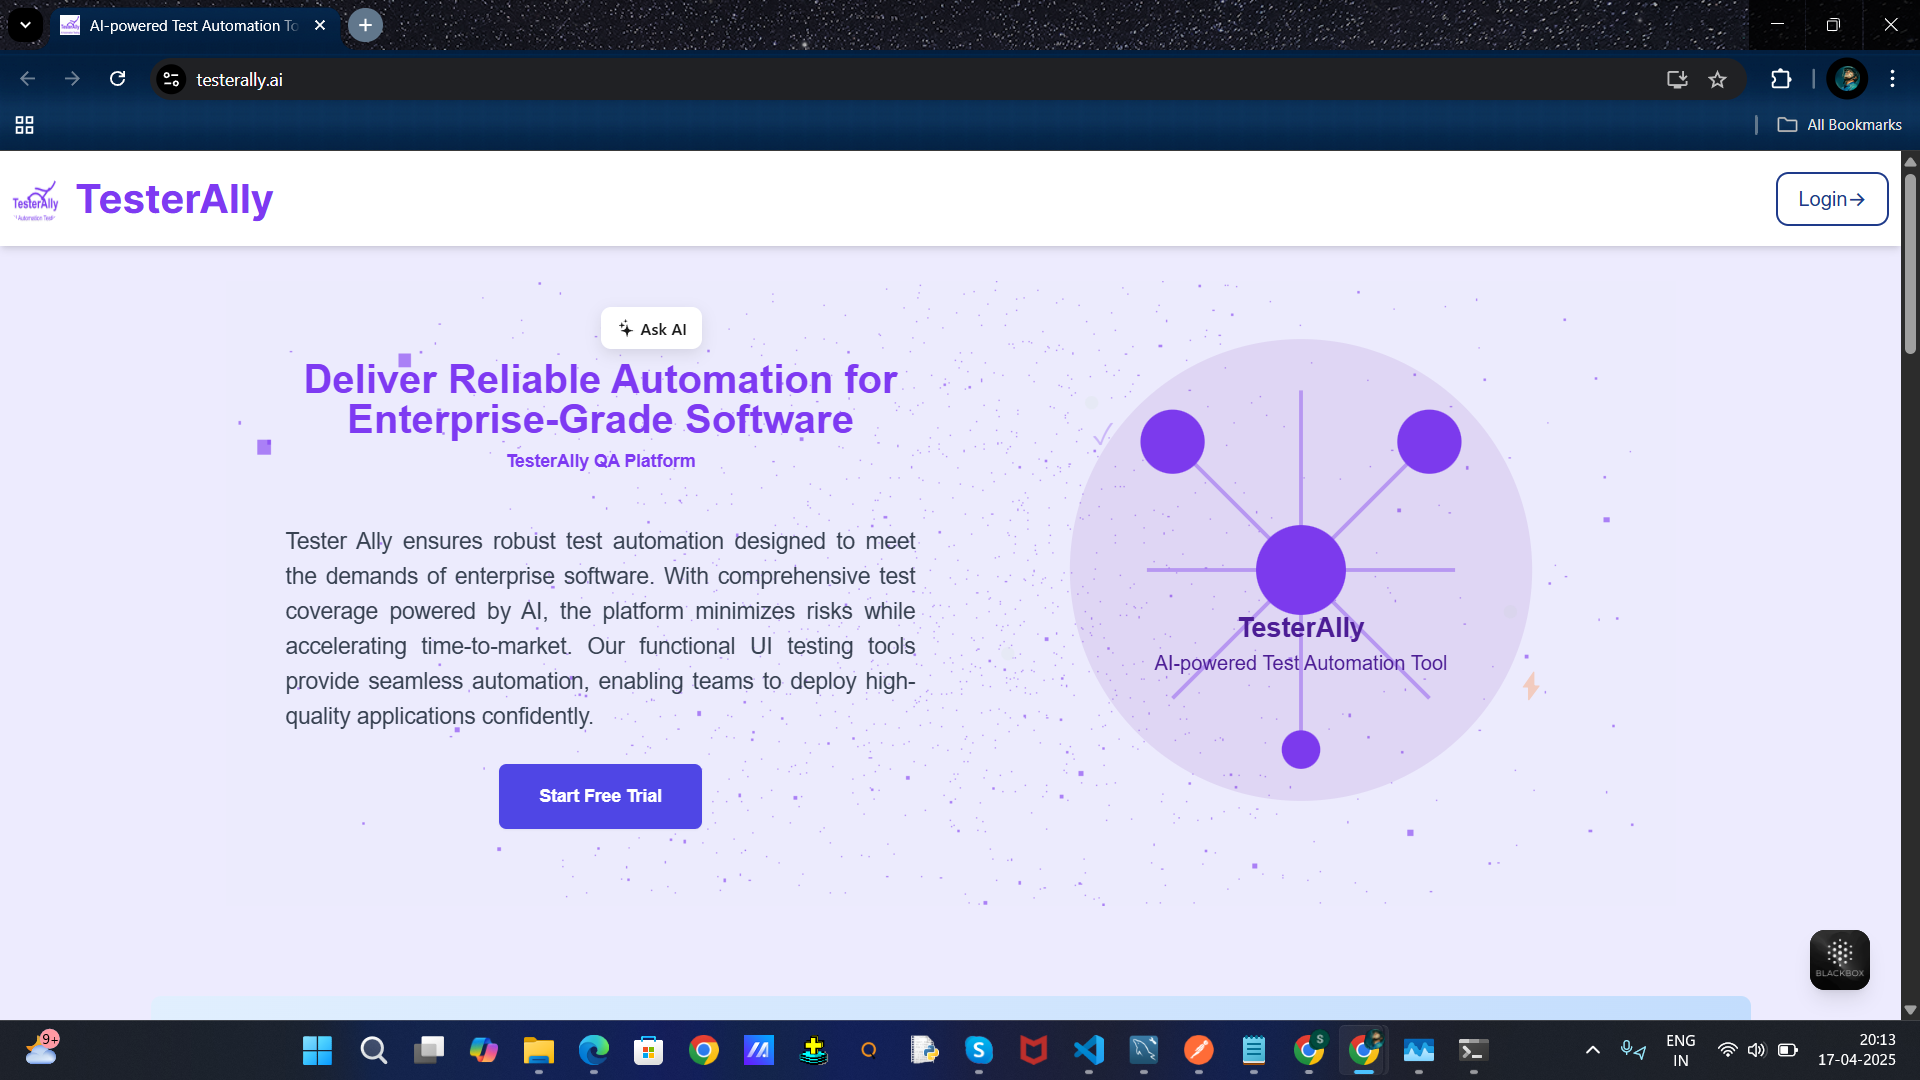 AI-powered Test Automation To
testerally.ai
All Bookmarks
TesterAlly
TesterAlly
Login→
Ask AI
Deliver Reliable Automation for
Enterprise-Grade Software
TesterAlly QA Platform
Tester Ally ensures robust test automation designed to meet
the demands of enterprise software. With comprehensive test
coverage powered by AI, the platform minimizes risks while
accelerating time-to-market. Our functional UI testing tools
provide seamless automation, enabling teams to deploy high-
quality applications confidently.
Start Free Trial
TesterAlly
AI-powered Test Automation Tool
BLACKBOX
9+
S
ENG
IN
20:13
17-04-2025